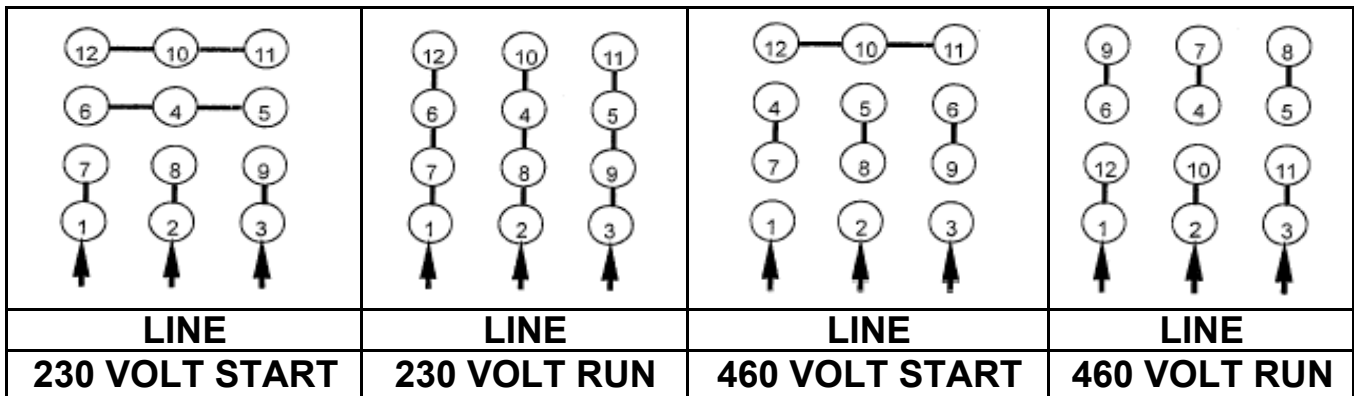 12 10 11
6 4 5
7 8 9
1 2 3
LINE
230 VOLT START
12 10 11
6 4 5
7 8 9
1 2 3
LINE
230 VOLT RUN
12 10 11
4 5 6
7 8 9
1 2 3
LINE
460 VOLT START
9 7 8
6 4 5
12 10 11
1 2 3
LINE
460 VOLT RUN